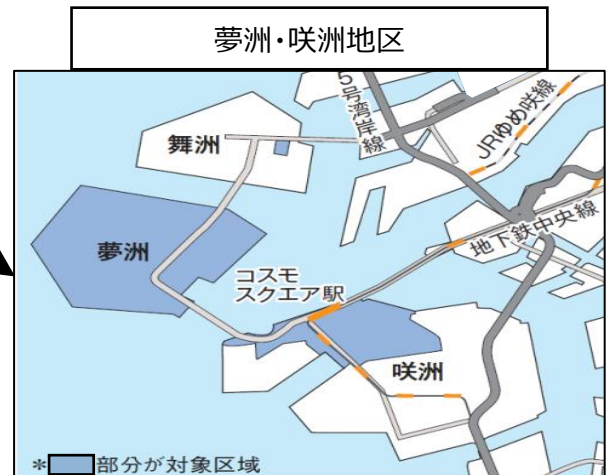 夢洲・咲洲地区
5号湾岸線
JRゆめ咲線
舞洲
地下鉄中央線
夢洲
コスモ
スクエア駅
咲洲
*部分が対象区域